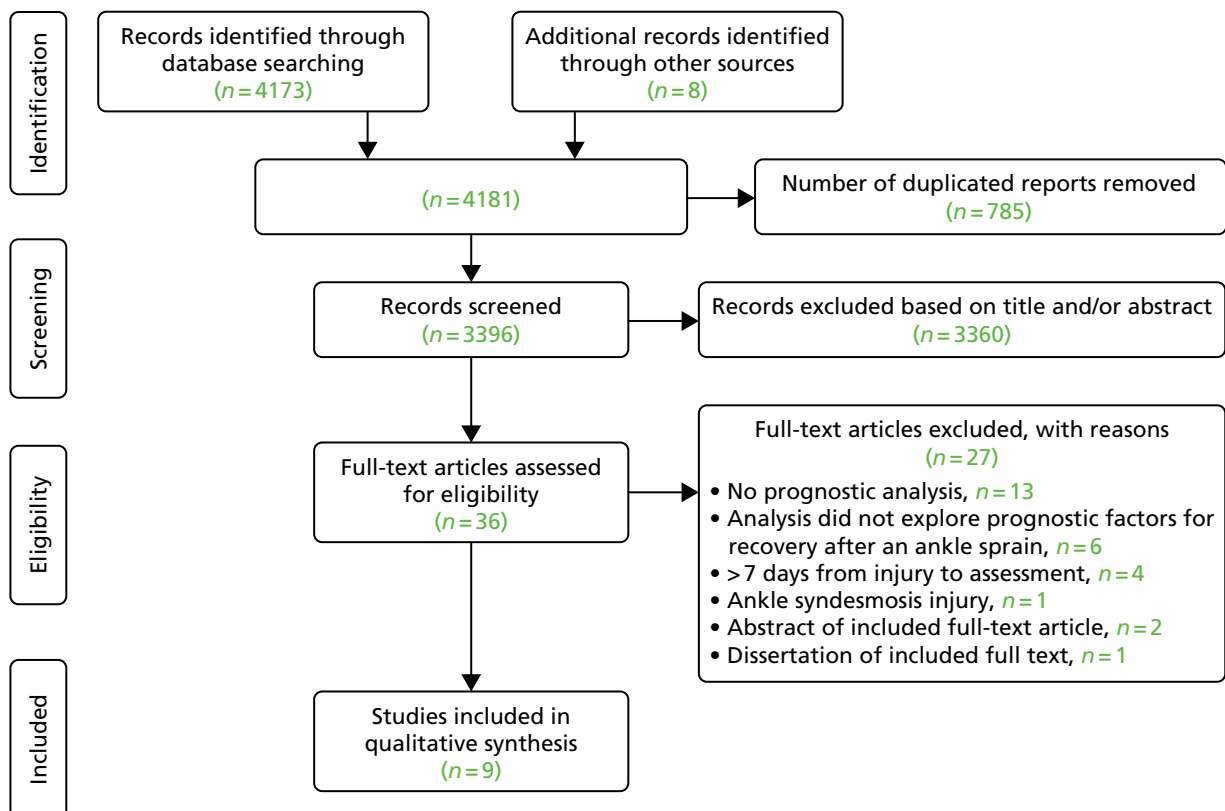 Identification
Records identified through
database searching
(n=4173)
Additional records identified
through other sources
(n=8)
(n=4181)
Number of duplicated reports removed
(n=785)
Screening
Records screened
(n=3396)
Records excluded based on title and/or abstract
(n=3360)
Eligibility
Full-text articles assessed
for eligibility
(n=36)
Full-text articles excluded, with reasons
(n=27)
• No prognostic analysis, n=13
• Analysis did not explore prognostic factors for
recovery after an ankle sprain, n=6
• >7 days from injury to assessment, n=4
• Ankle syndesmosis injury, n=1
• Abstract of included full-text article, n=2
• Dissertation of included full text, n=1
Included
Studies included in
qualitative synthesis
(n=9)